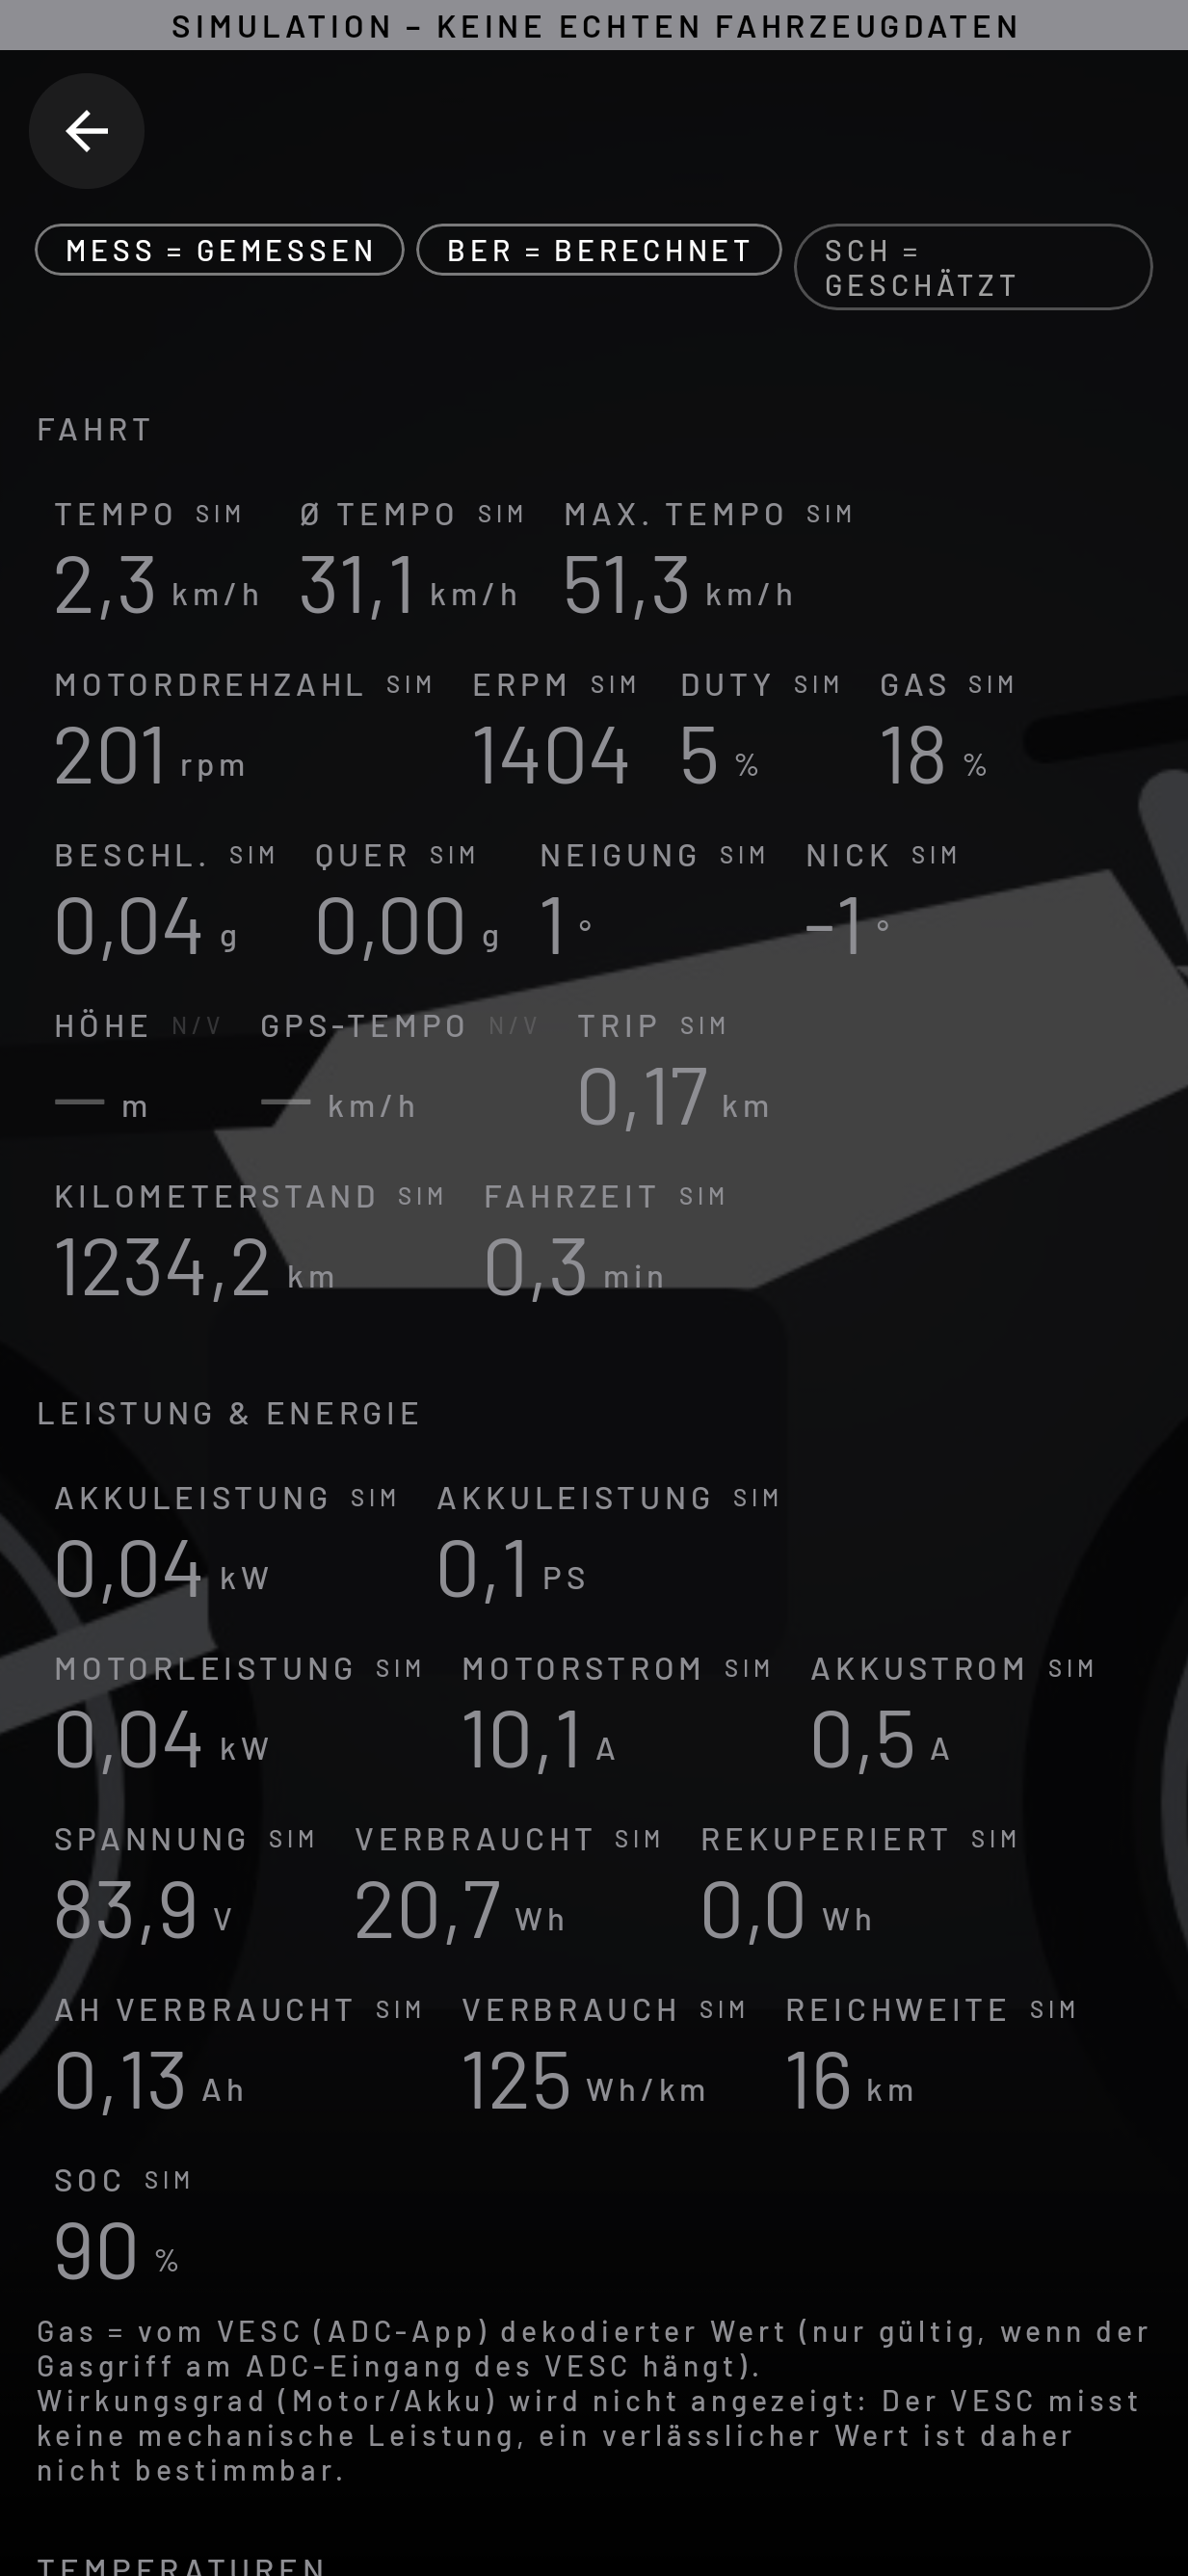 SIMULATION – KEINE ECHTEN FAHRZEUGDATEN
MESS = GEMESSEN BER = BERECHNET SCH =
GESCHÄTZT
FAHRT
TEMPO SIM Ø TEMPO SIM MAX. TEMPO SIM
2,3 km/h 31,1 km/h 51,3 km/h
MOTORDREHZAHL SIM ERPM SIM DUTY SIM GAS SIM
201 rpm 1404 5 % 18 %
BESCHL. SIM QUER SIM NEIGUNG SIM NICK SIM
0,04 g 0,00 g 1 ° –1 °
HÖHE N/V GPS-TEMPO N/V TRIP SIM
— m — km/h 0,17 km
KILOMETERSTAND SIM FAHRZEIT SIM
1234,2 km 0,3 min
LEISTUNG & ENERGIE
AKKULEISTUNG SIM AKKULEISTUNG SIM
0,04 kW 0,1 PS
MOTORLEISTUNG SIM MOTORSTROM SIM AKKUSTROM SIM
0,04 kW 10,1 A 0,5 A
SPANNUNG SIM VERBRAUCHT SIM REKUPERIERT SIM
83,9 V 20,7 Wh 0,0 Wh
AH VERBRAUCHT SIM VERBRAUCH SIM REICHWEITE SIM
0,13 Ah 125 Wh/km 16 km
SOC SIM
90 %
Gas = vom VESC (ADC-App) dekodierter Wert (nur gültig, wenn der
Gasgriff am ADC-Eingang des VESC hängt).
Wirkungsgrad (Motor/Akku) wird nicht angezeigt: Der VESC misst
keine mechanische Leistung, ein verlässlicher Wert ist daher
nicht bestimmbar.
TEMPERATUREN